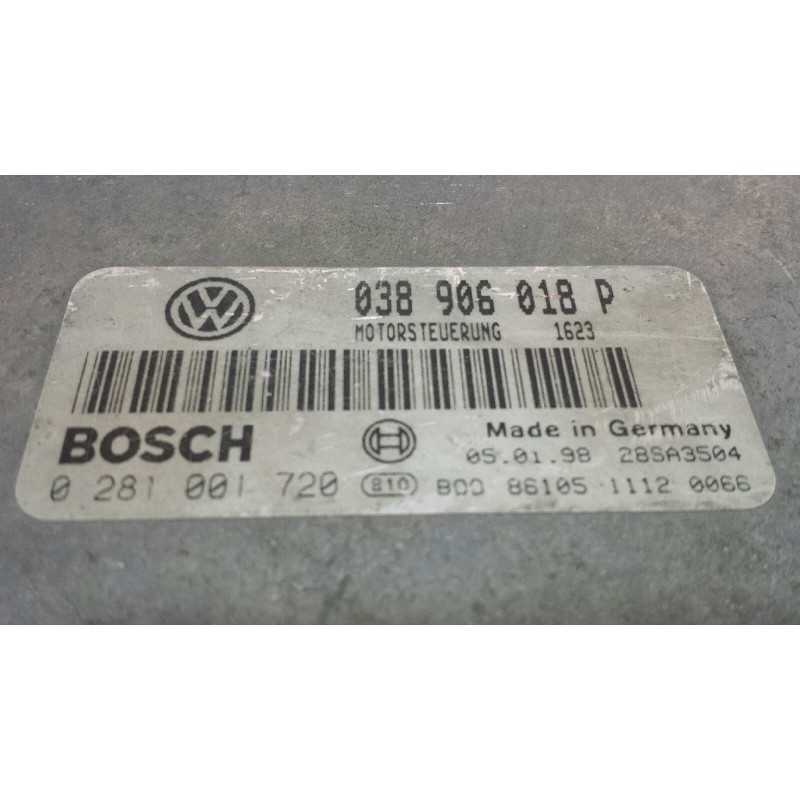 038 906 018 P
MOTORSTEUERUNG 1623
BOSCH
Made in Germany
05.01.98 28SA3504
0 281 001 720 810 8DD 86105 1112 0066